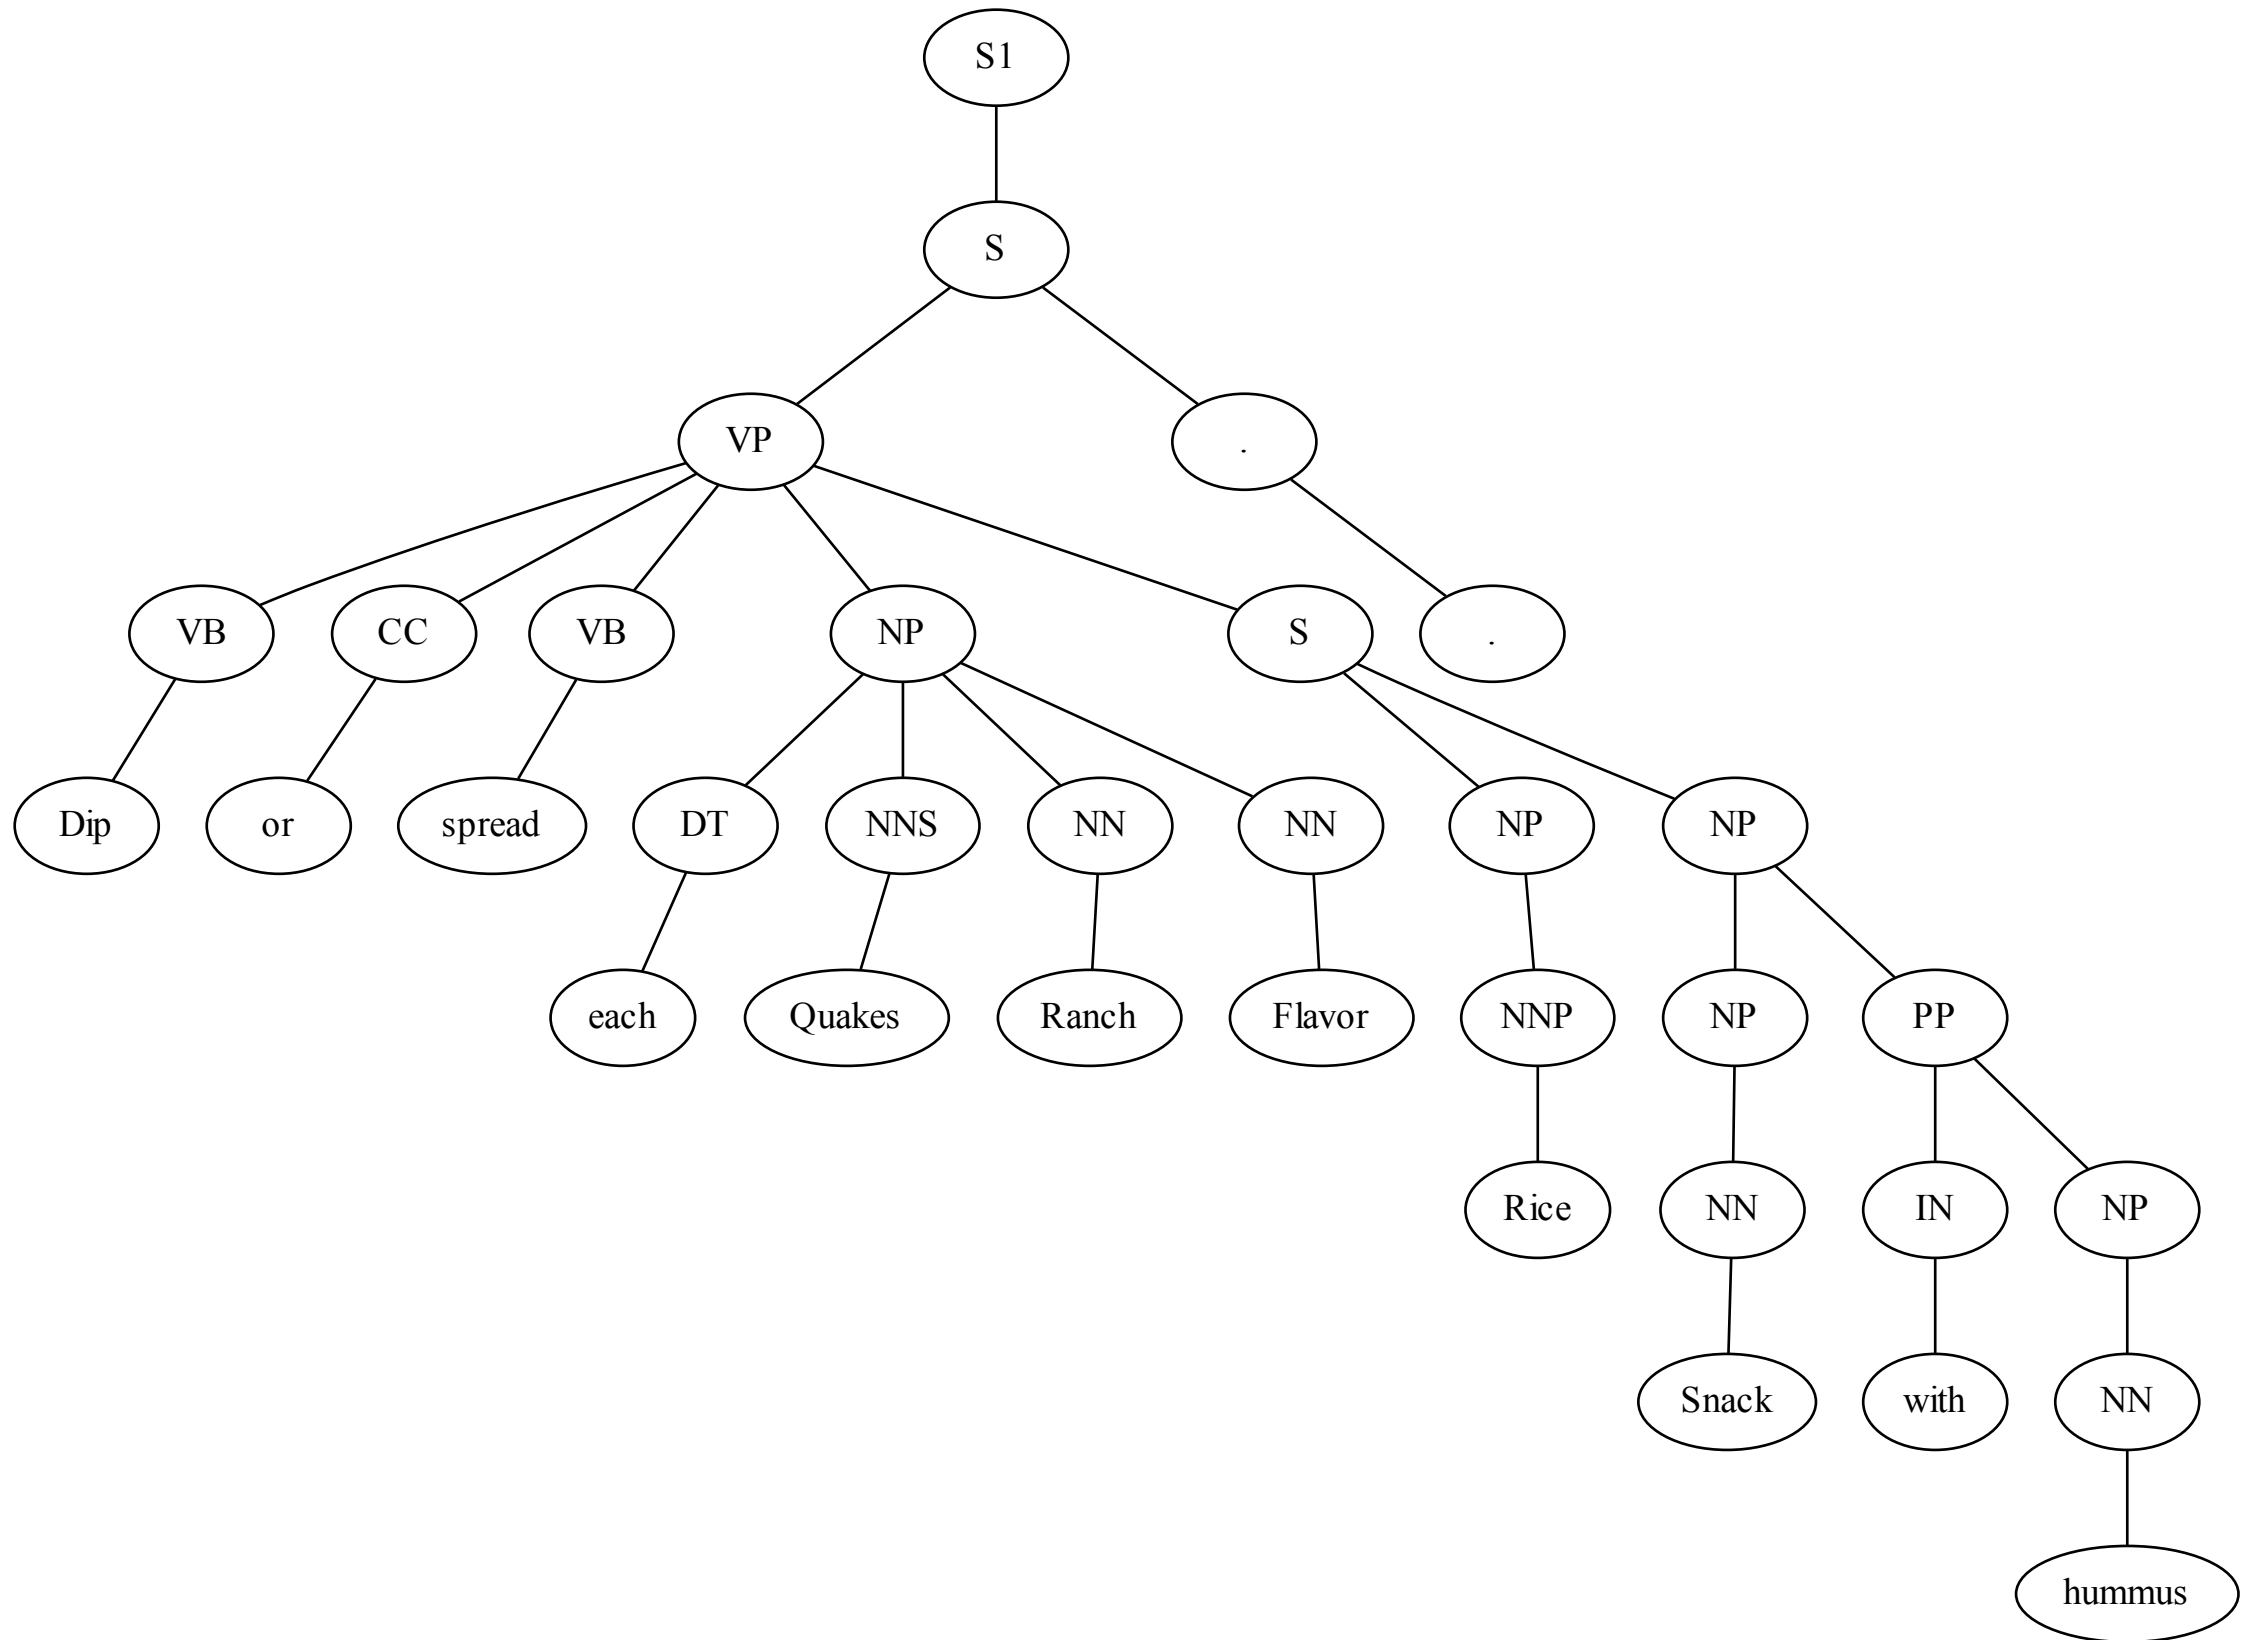 S1
S
VP .
VB CC VB NP S .
Dip or spread DT NNS NN NN NP NP
each Quakes Ranch Flavor NNP NP PP
Rice NN IN NP
Snack with NN
hummus